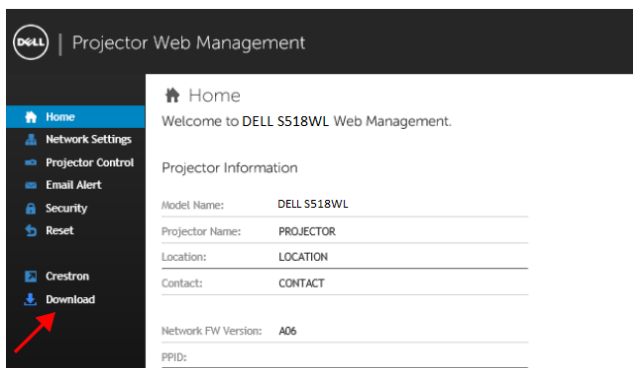 DELL | Projector Web Management
Home
Network Settings
Projector Control
Email Alert
Security
Reset
Crestron
Download
Home
Welcome to DELL S518WL Web Management.
Projector Information
Model Name: DELL S518WL
Projector Name: PROJECTOR
Location: LOCATION
Contact: CONTACT
Network FW Version: A06
PPID: